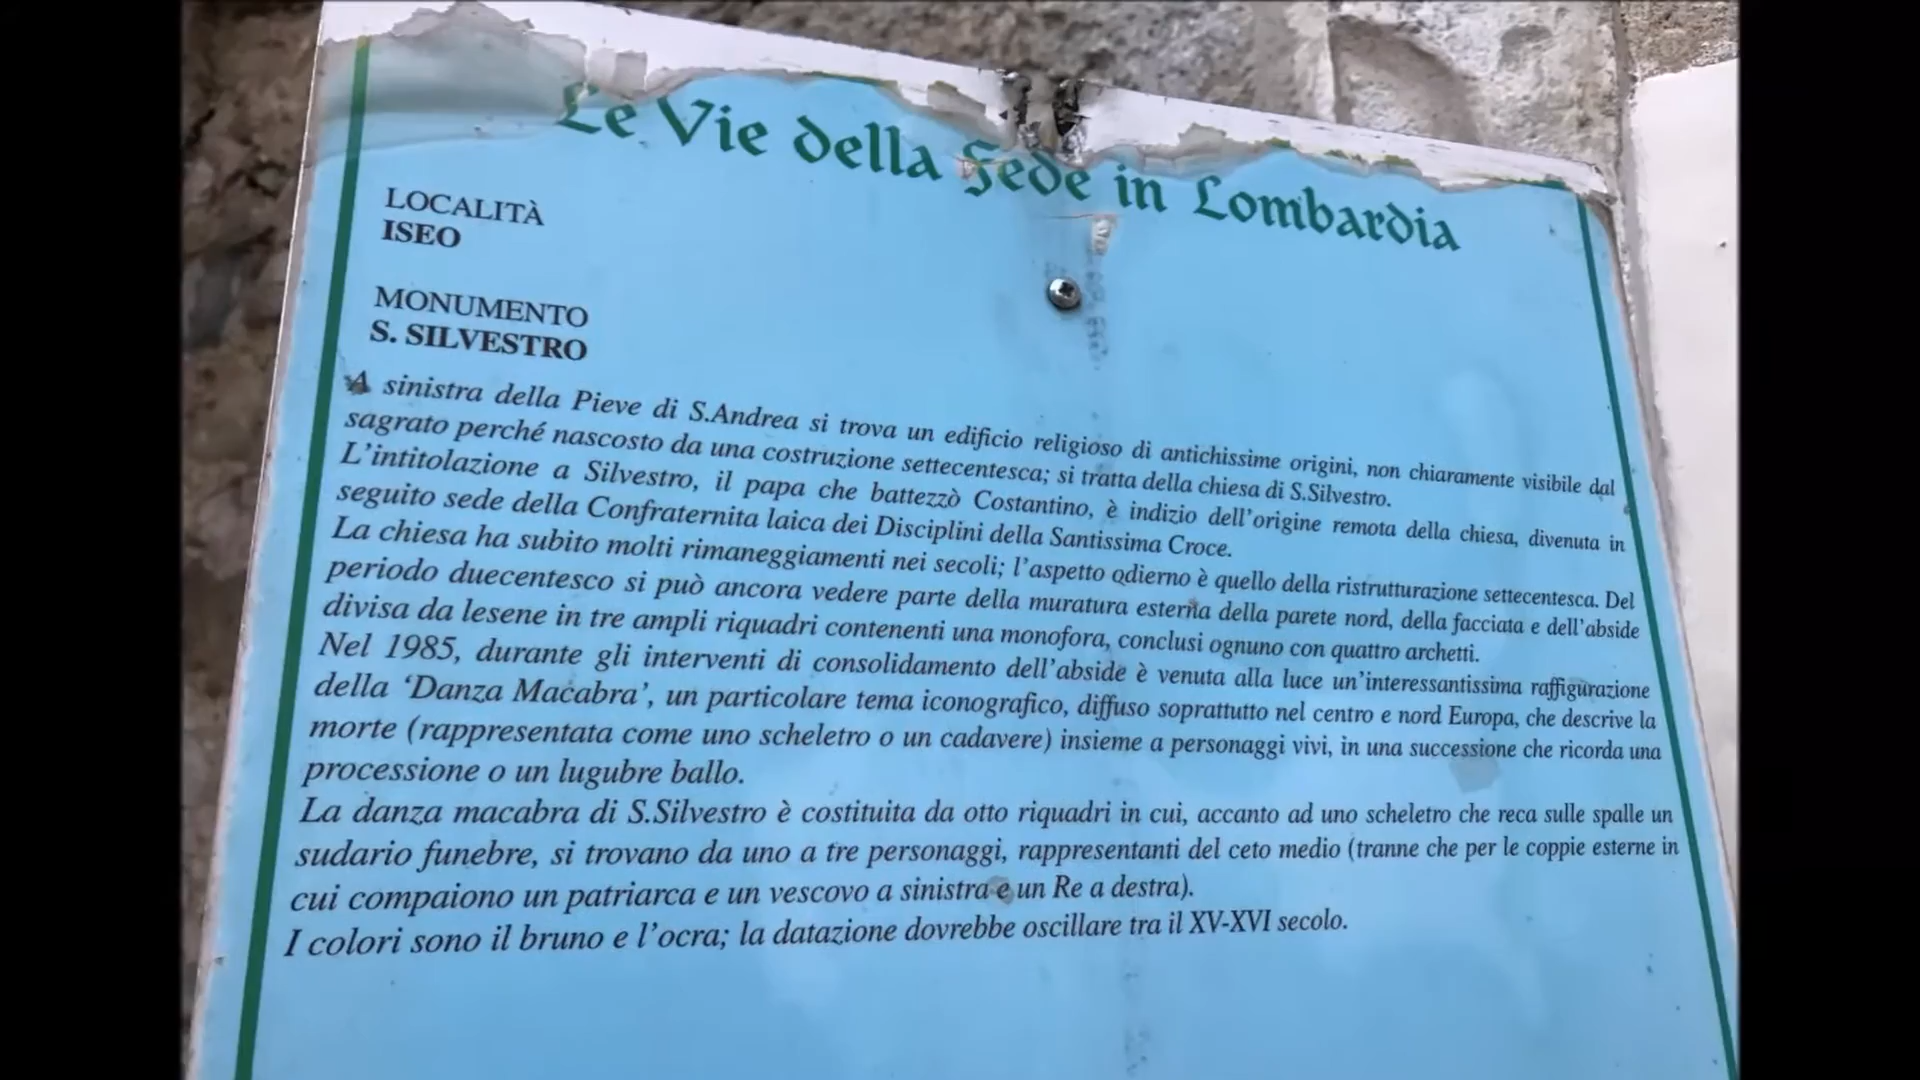 Le Vie della Fede in Lombardia
LOCALITÀ
ISEO
MONUMENTO
S. SILVESTRO
A sinistra della Pieve di S.Andrea si trova un edificio religioso di antichissime origini, non chiaramente visibile dal
sagrato perché nascosto da una costruzione settecentesca; si tratta della chiesa di S.Silvestro.
L'intitolazione a Silvestro, il papa che battezzò Costantino, è indizio dell'origine remota della chiesa, divenuta in
seguito sede della Confraternita laica dei Disciplini della Santissima Croce.
La chiesa ha subito molti rimaneggiamenti nei secoli; l'aspetto odierno è quello della ristrutturazione settecentesca. Del
periodo duecentesco si può ancora vedere parte della muratura esterna della parete nord, della facciata e dell'abside
divisa da lesene in tre ampli riquadri contenenti una monofora, conclusi ognuno con quattro archetti.
Nel 1985, durante gli interventi di consolidamento dell'abside è venuta alla luce un'interessantissima raffigurazione
della 'Danza Macabra', un particolare tema iconografico, diffuso soprattutto nel centro e nord Europa, che descrive la
morte (rappresentata come uno scheletro o un cadavere) insieme a personaggi vivi, in una successione che ricorda una
processione o un lugubre ballo.
La danza macabra di S.Silvestro è costituita da otto riquadri in cui, accanto ad uno scheletro che reca sulle spalle un
sudario funebre, si trovano da uno a tre personaggi, rappresentanti del ceto medio (tranne che per le coppie esterne in
cui compaiono un patriarca e un vescovo a sinistra e un Re a destra).
I colori sono il bruno e l'ocra; la datazione dovrebbe oscillare tra il XV-XVI secolo.